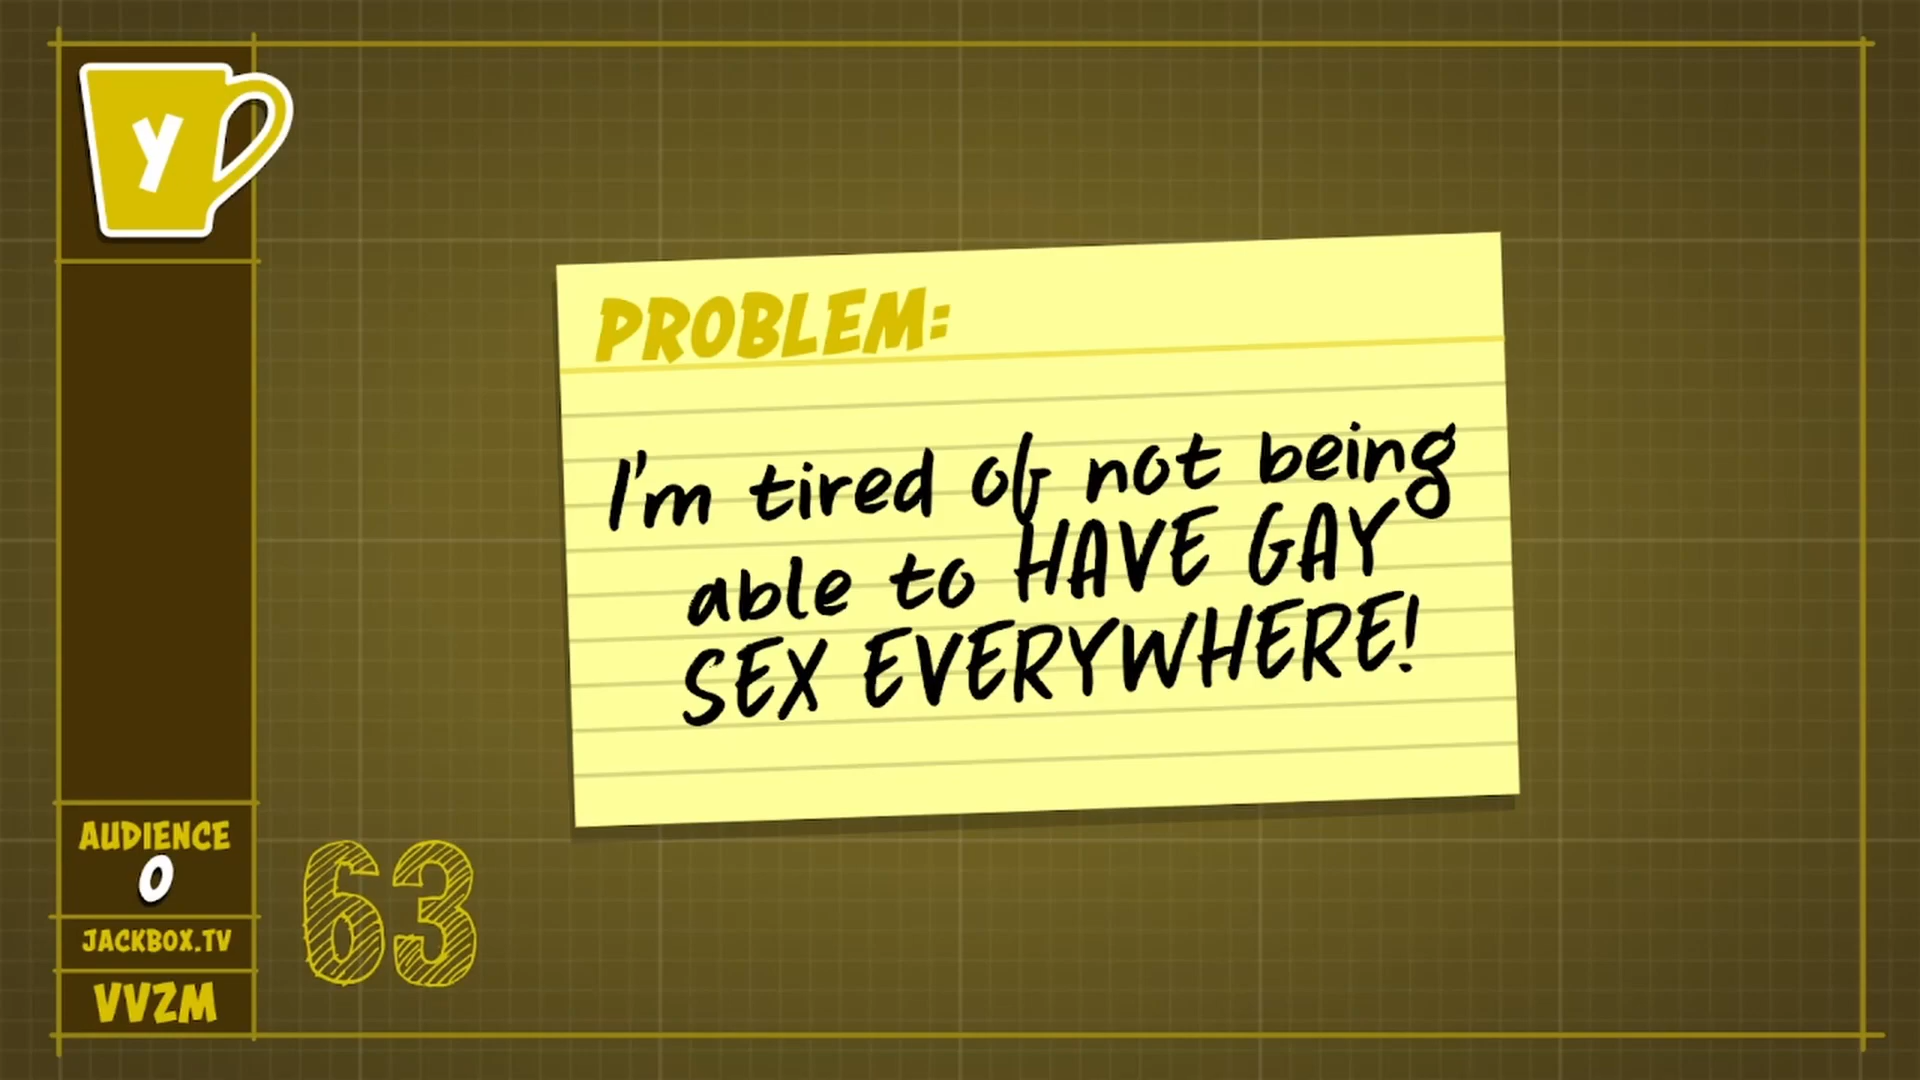 Y
PROBLEM:
I'm tired of not being
able to HAVE GAY
SEX EVERYWHERE!
AUDIENCE
0
JACKBOX.TV
VVZM
63